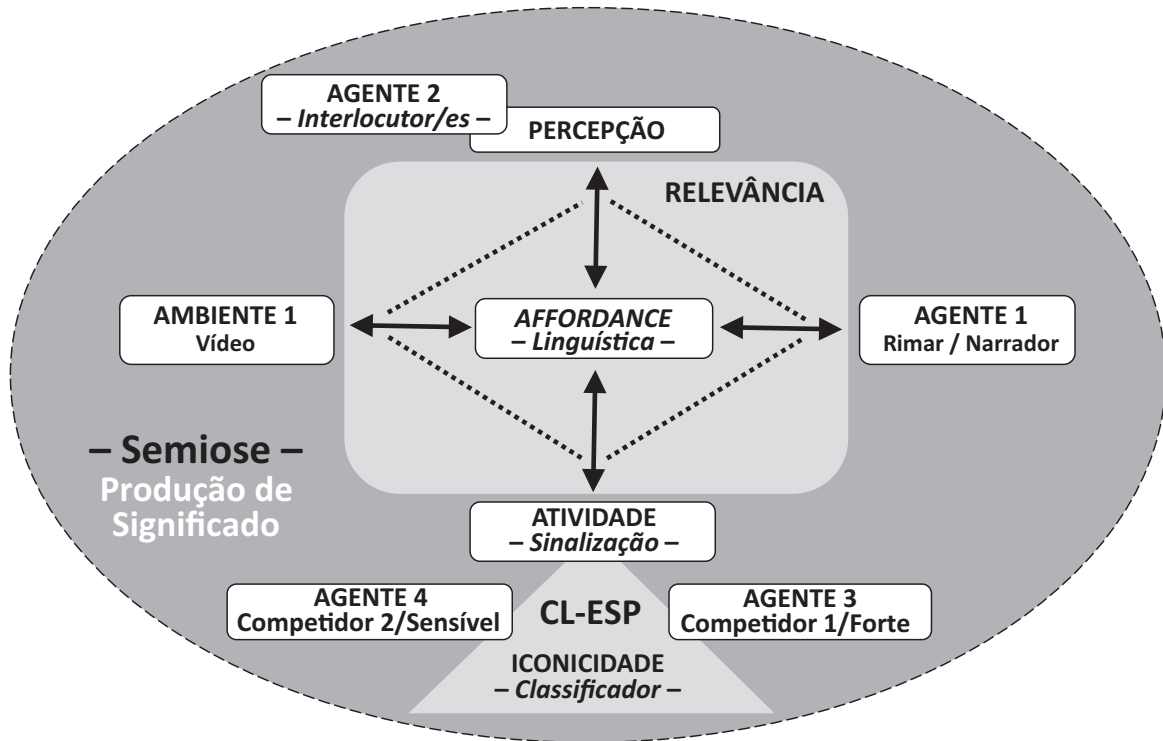 AGENTE 2
– Interlocutor/es –
PERCEPÇÃO
RELEVÂNCIA
AMBIENTE 1
Vídeo
AFFORDANCE
– Linguística –
AGENTE 1
Rimar / Narrador
– Semiose –
Produção de
Significado
ATIVIDADE
– Sinalização –
AGENTE 4
Competidor 2/Sensível
CL-ESP
AGENTE 3
Competidor 1/Forte
ICONICIDADE
– Classificador –